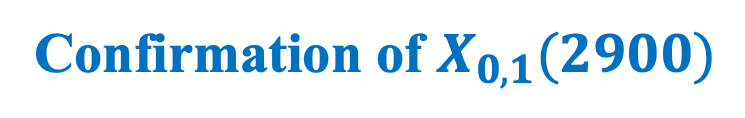 Confirmation of X₀,₁(2900)